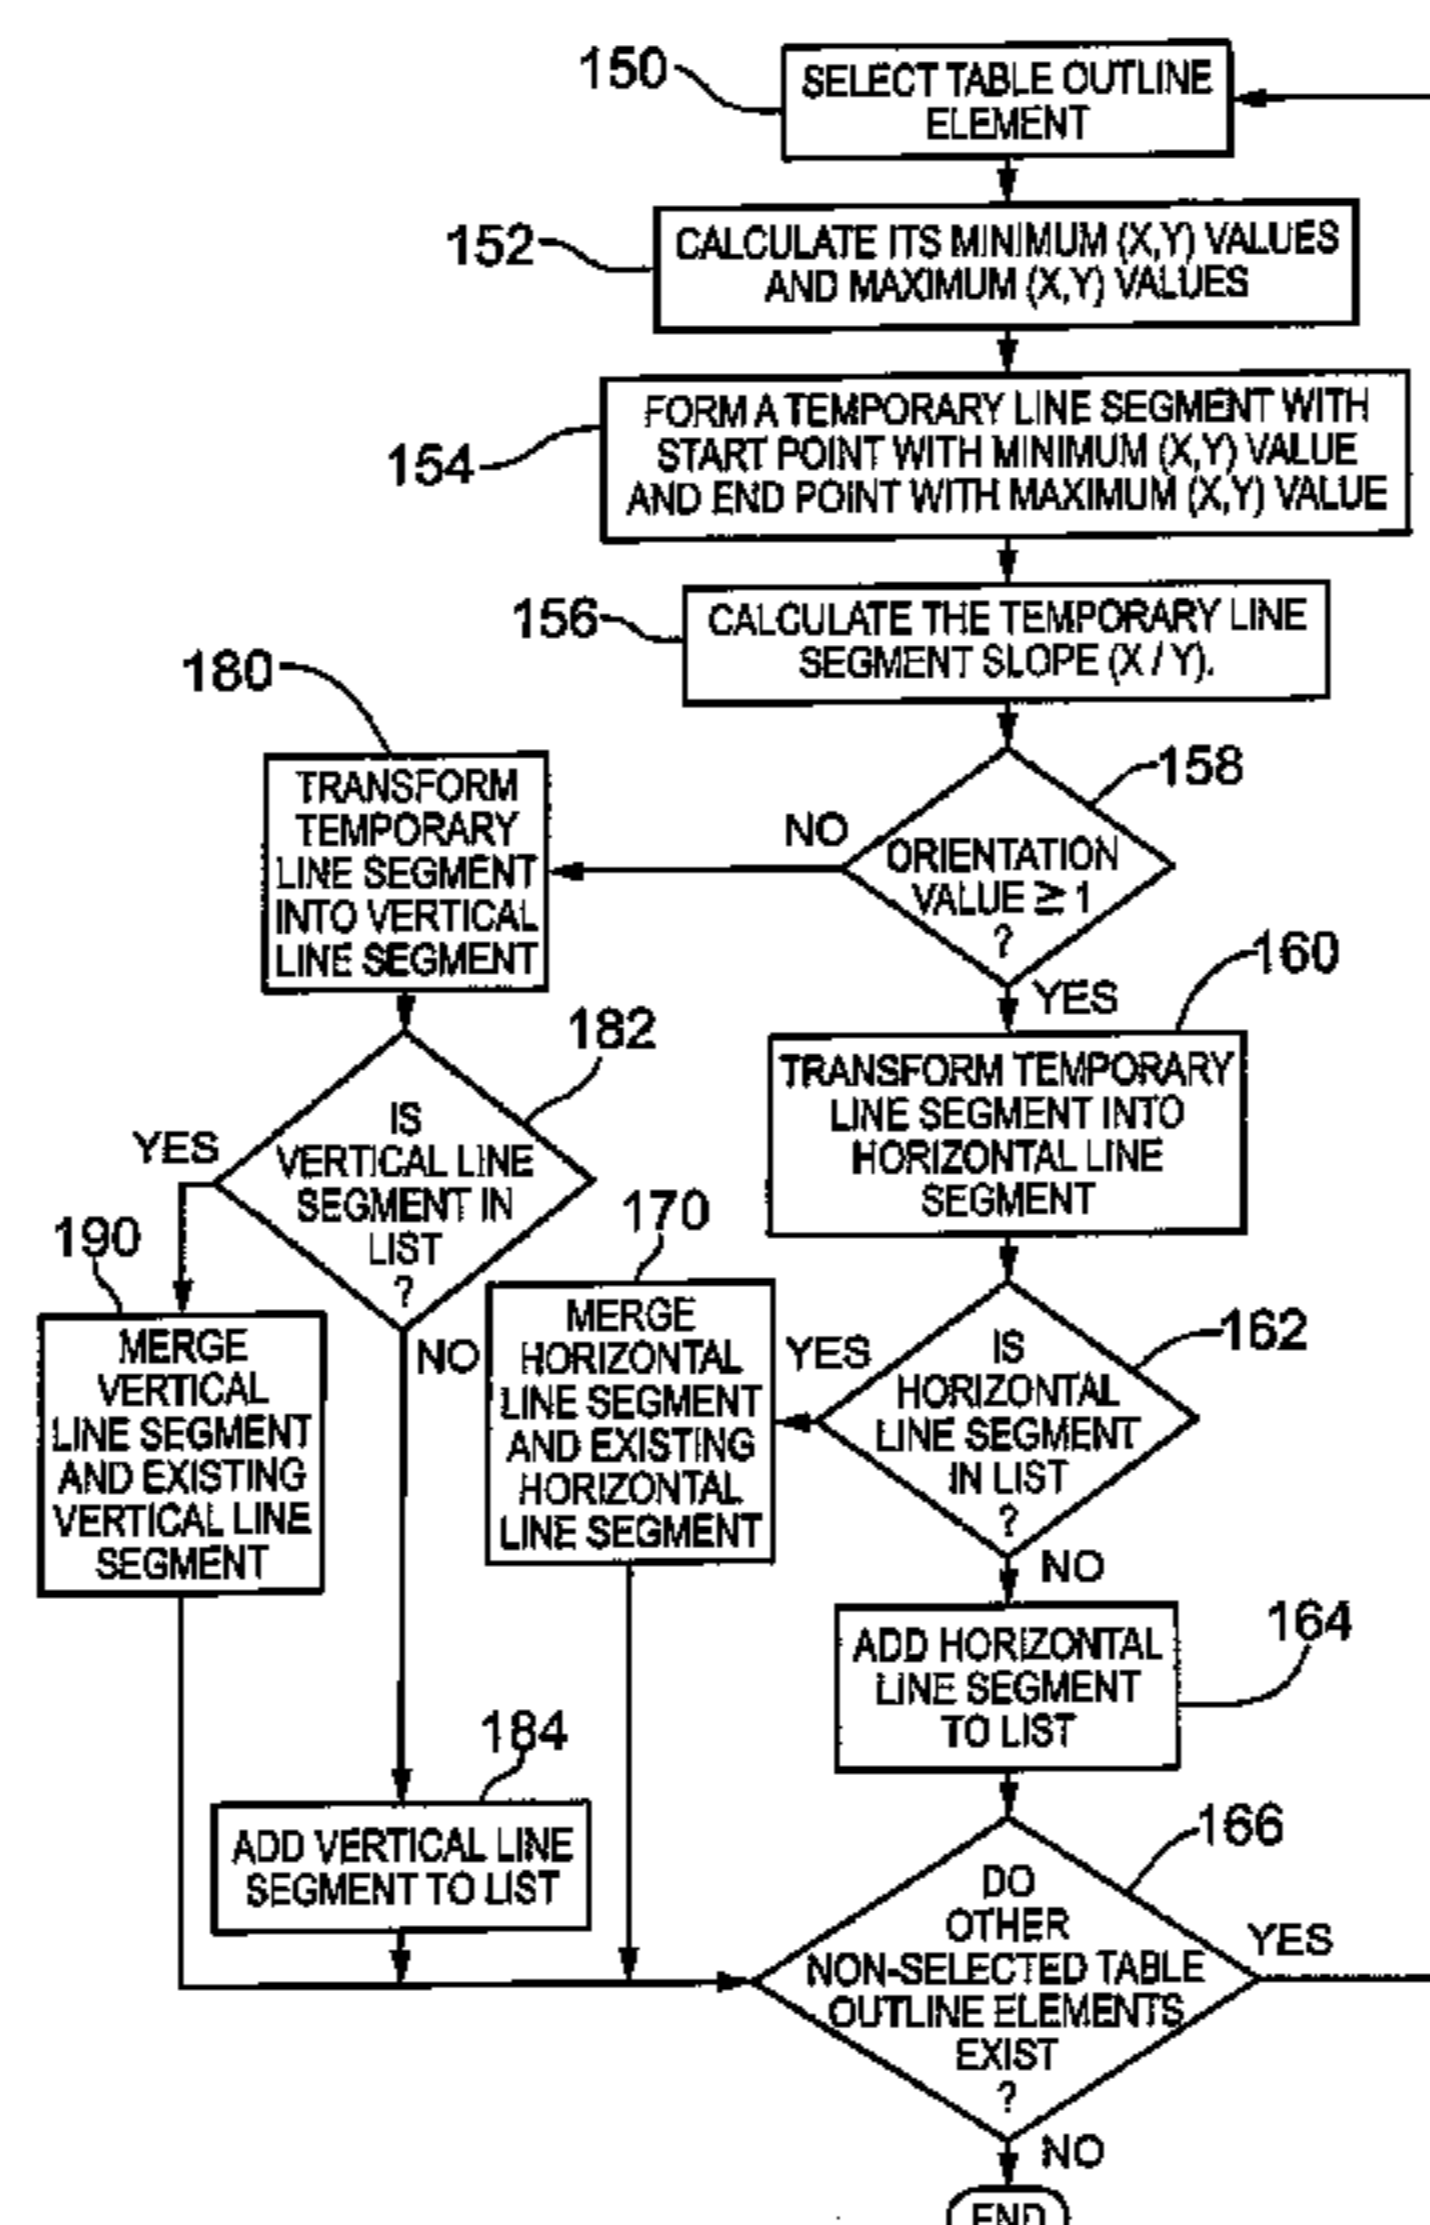 150
SELECT TABLE OUTLINE
ELEMENT
152
CALCULATE ITS MINIMUM (X,Y) VALUES
AND MAXIMUM (X,Y) VALUES
154
FORM A TEMPORARY LINE SEGMENT WITH
START POINT WITH MINIMUM (X,Y) VALUE
AND END POINT WITH MAXIMUM (X,Y) VALUE
156
CALCULATE THE TEMPORARY LINE
SEGMENT SLOPE (X / Y).
158
ORIENTATION
VALUE ≧ 1
?
NO
YES
180
TRANSFORM
TEMPORARY
LINE SEGMENT
INTO VERTICAL
LINE SEGMENT
160
TRANSFORM TEMPORARY
LINE SEGMENT INTO
HORIZONTAL LINE
SEGMENT
182
IS
VERTICAL LINE
SEGMENT IN
LIST
?
YES
NO
190
MERGE
VERTICAL
LINE SEGMENT
AND EXISTING
VERTICAL LINE
SEGMENT
170
MERGE
HORIZONTAL
LINE SEGMENT
AND EXISTING
HORIZONTAL
LINE SEGMENT
162
IS
HORIZONTAL
LINE SEGMENT
IN LIST
?
YES
NO
164
ADD HORIZONTAL
LINE SEGMENT
TO LIST
184
ADD VERTICAL LINE
SEGMENT TO LIST
166
DO
OTHER
NON-SELECTED TABLE
OUTLINE ELEMENTS
EXIST
?
YES
NO
END